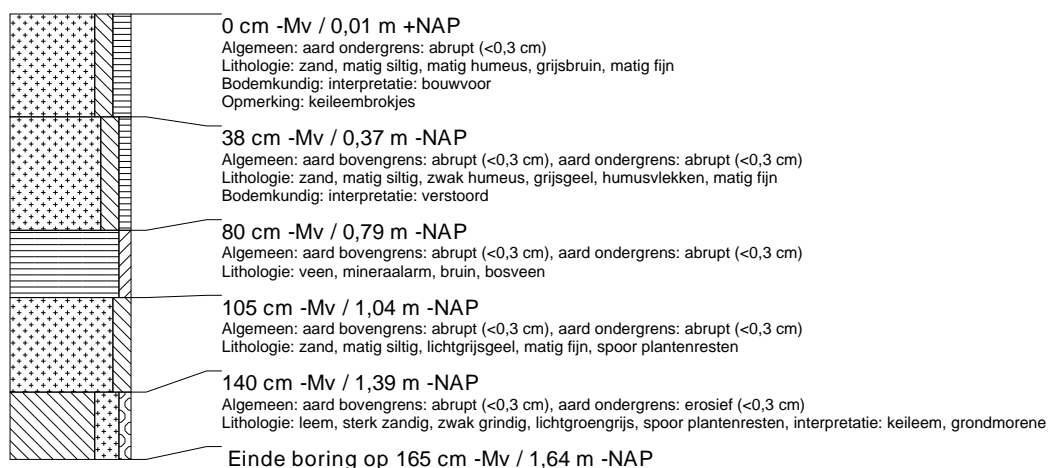 0 cm -Mv / 0,01 m +NAP
Algemeen: aard ondergrens: abrupt (<0,3 cm)
Lithologie: zand, matig siltig, matig humeus, grijsbruin, matig fijn
Bodemkundig: interpretatie: bouwvoor
Opmerking: keileembrokjes
38 cm -Mv / 0,37 m -NAP
Algemeen: aard bovengrens: abrupt (<0,3 cm), aard ondergrens: abrupt (<0,3 cm)
Lithologie: zand, matig siltig, zwak humeus, grijsgeel, humusvlekken, matig fijn
Bodemkundig: interpretatie: verstoord
80 cm -Mv / 0,79 m -NAP
Algemeen: aard bovengrens: abrupt (<0,3 cm), aard ondergrens: abrupt (<0,3 cm)
Lithologie: veen, mineraalarm, bruin, bosveen
105 cm -Mv / 1,04 m -NAP
Algemeen: aard bovengrens: abrupt (<0,3 cm), aard ondergrens: abrupt (<0,3 cm)
Lithologie: zand, matig siltig, lichtgrijsgeel, matig fijn, spoor plantenresten
140 cm -Mv / 1,39 m -NAP
Algemeen: aard bovengrens: abrupt (<0,3 cm), aard ondergrens: erosief (<0,3 cm)
Lithologie: leem, sterk zandig, zwak grindig, lichtgroengrijs, spoor plantenresten, interpretatie: keileem, grondmorene
Einde boring op 165 cm -Mv / 1,64 m -NAP